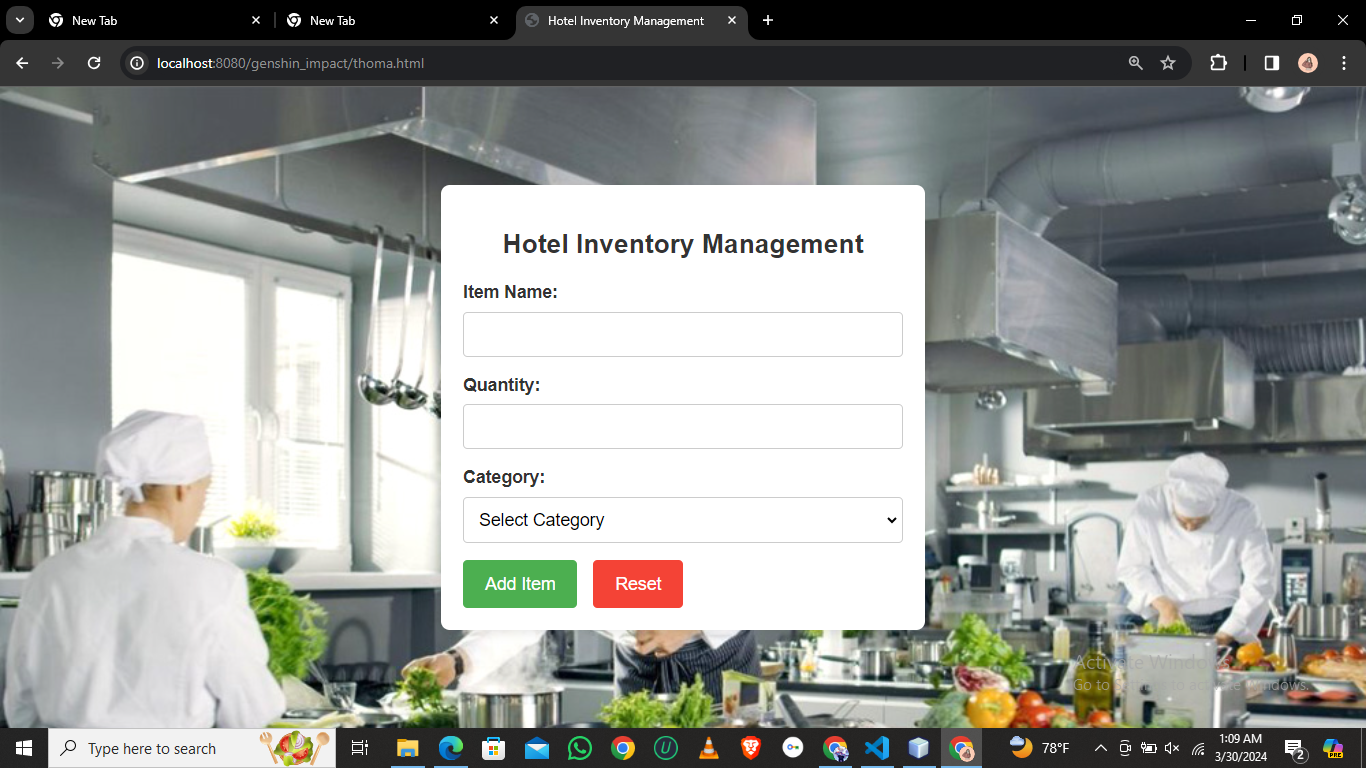 New Tab
New Tab
Hotel Inventory Management
localhost:8080/genshin_impact/thoma.html
Hotel Inventory Management
Item Name:
Quantity:
Category:
Select Category
Add Item
Reset
Activate Windows
Go to Settings to activate Windows.
Type here to search
78°F
1:09 AM
3/30/2024
2
PRE